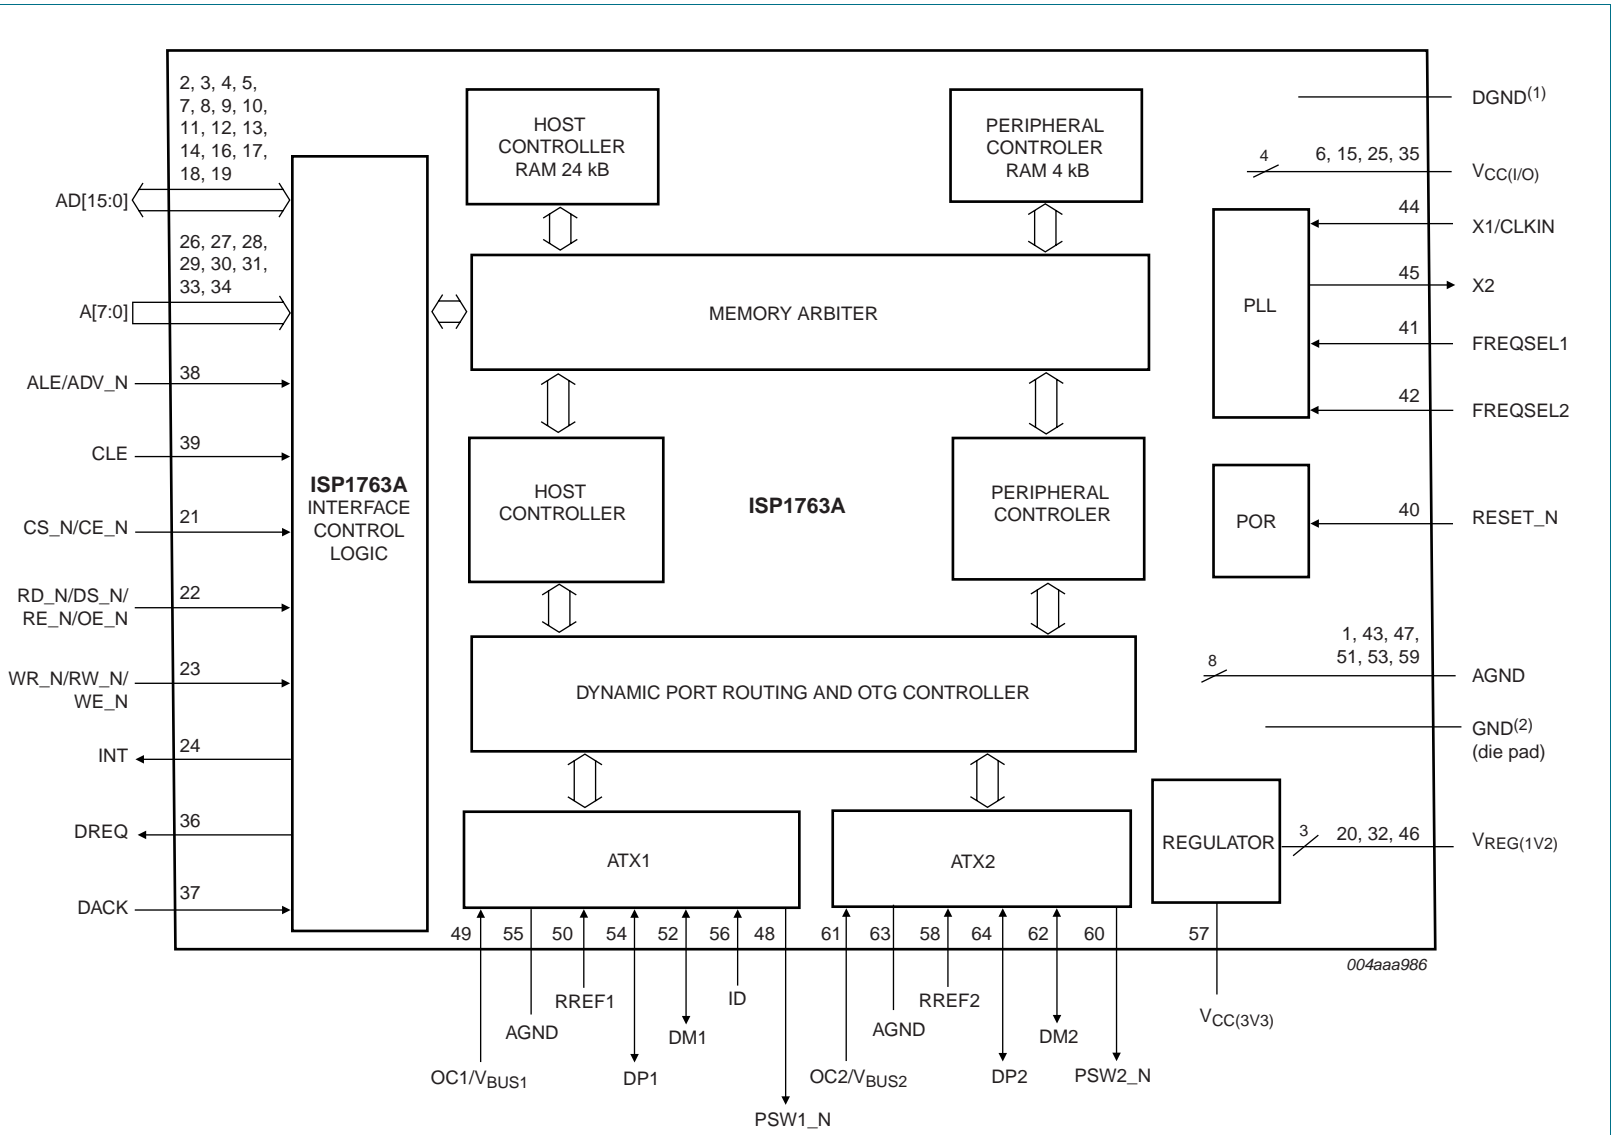 2, 3, 4, 5,
7, 8, 9, 10,
11, 12, 13,
14, 16, 17,
18, 19
AD[15:0]
26, 27, 28,
29, 30, 31,
33, 34
A[7:0]
ALE/ADV_N
38
CLE
39
CS_N/CE_N
21
RD_N/DS_N/
RE_N/OE_N
22
WR_N/RW_N/
WE_N
23
INT
24
DREQ
36
DACK
37
ISP1763A
INTERFACE
CONTROL
LOGIC
HOST
CONTROLLER
RAM 24 kB
PERIPHERAL
CONTROLER
RAM 4 kB
MEMORY ARBITER
HOST
CONTROLLER
ISP1763A
PERIPHERAL
CONTROLER
DYNAMIC PORT ROUTING AND OTG CONTROLLER
ATX1
ATX2
DGND(1)
4
6, 15, 25, 35
VCC(I/O)
PLL
44
X1/CLKIN
45
X2
41
FREQSEL1
42
FREQSEL2
POR
40
RESET_N
8
1, 43, 47,
51, 53, 59
AGND
GND(2)
(die pad)
REGULATOR
3
20, 32, 46
VREG(1V2)
49
55
50
54
52
56
48
61
63
58
64
62
60
57
004aaa986
OC1/VBUS1
AGND
RREF1
DP1
DM1
ID
PSW1_N
OC2/VBUS2
AGND
RREF2
DP2
DM2
PSW2_N
VCC(3V3)